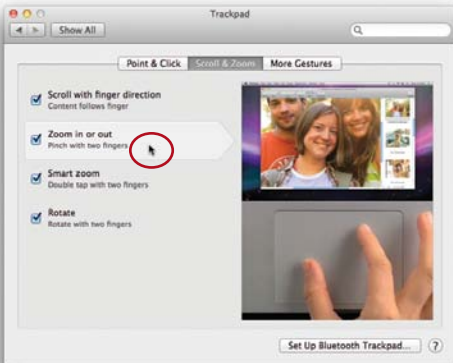 Trackpad
Show All
Point & Click Scroll & Zoom More Gestures
Scroll with finger direction
Content follows finger
Zoom in or out
Pinch with two fingers
Smart zoom
Double tap with two fingers
Rotate
Rotate with two fingers
Set Up Bluetooth Trackpad... ?